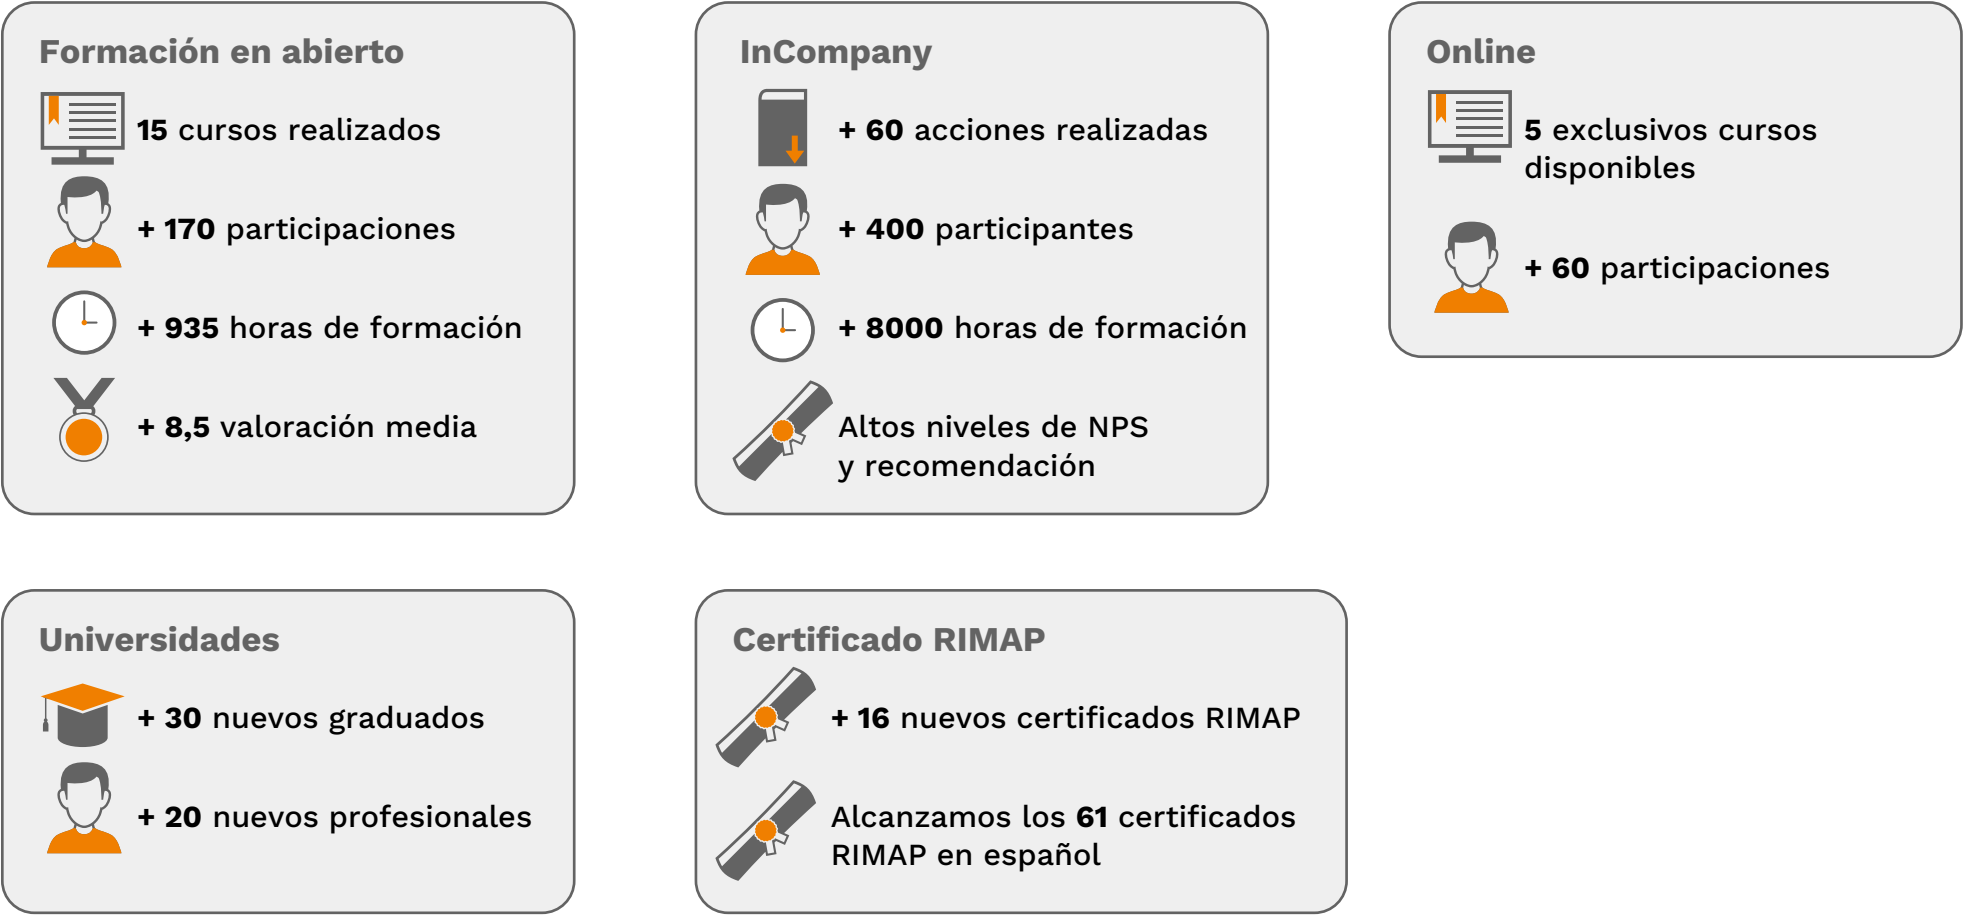 Formación en abierto
15 cursos realizados
+ 170 participaciones
+ 935 horas de formación
+ 8,5 valoración media
InCompany
+ 60 acciones realizadas
+ 400 participantes
+ 8000 horas de formación
Altos niveles de NPS
y recomendación
Online
5 exclusivos cursos
disponibles
+ 60 participaciones
Universidades
+ 30 nuevos graduados
+ 20 nuevos profesionales
Certificado RIMAP
+ 16 nuevos certificados RIMAP
Alcanzamos los 61 certificados
RIMAP en español